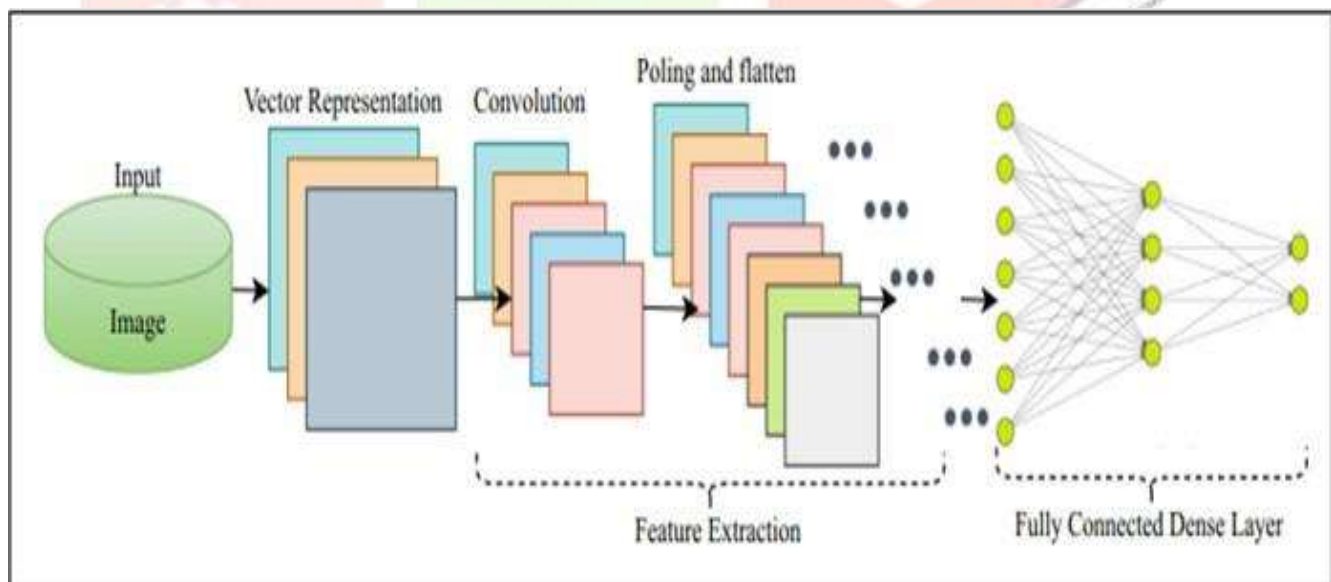 Input
Image
Vector Representation
Convolution
Poling and flatten
Feature Extraction
Fully Connected Dense Layer